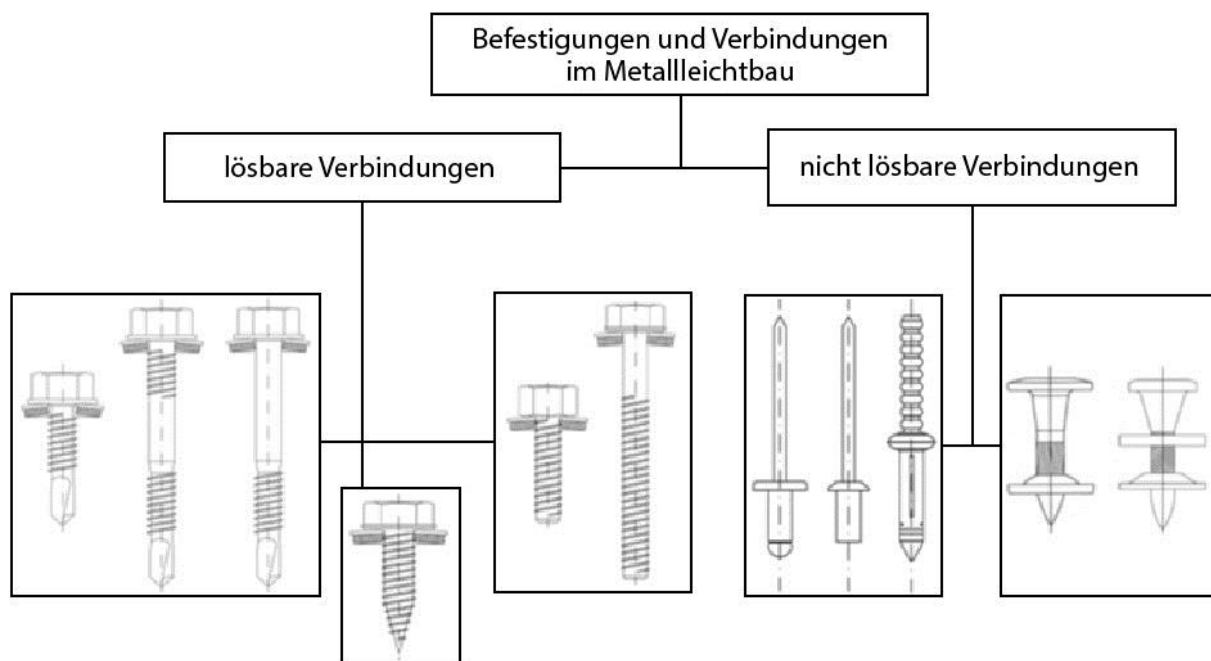 Befestigungen und Verbindungen
im Metallleichtbau
lösbare Verbindungen
nicht lösbare Verbindungen